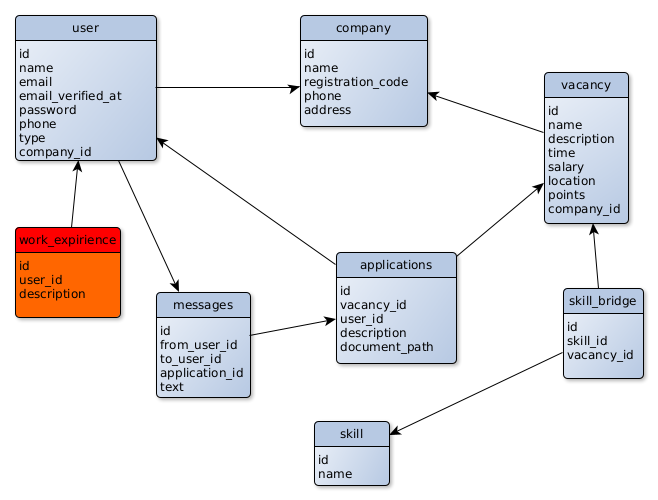 user
id
name
email
email_verified_at
password
phone
type
company_id
company
id
name
registration_code
phone
address
vacancy
id
name
description
time
salary
location
points
company_id
work_expirience
id
user_id
description
messages
id
from_user_id
to_user_id
application_id
text
applications
id
vacancy_id
user_id
description
document_path
skill_bridge
id
skill_id
vacancy_id
skill
id
name